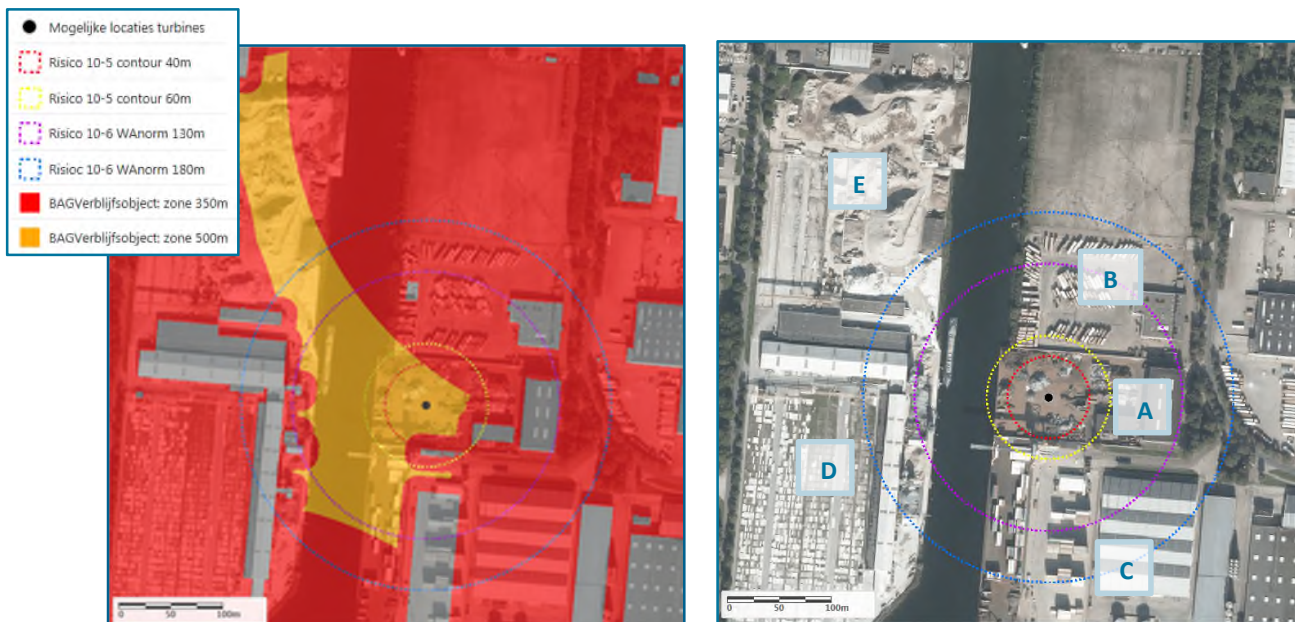 Mogelijke locaties turbines
Risico 10-5 contour 40m
Risico 10-5 contour 60m
Risico 10-6 WAnorm 130m
Risioc 10-6 WAnorm 180m
BAGVerblijfsobject: zone 350m
BAGVerblijfsobject: zone 500m
0 50 100m
E
B
A
D
C
0 50 100m